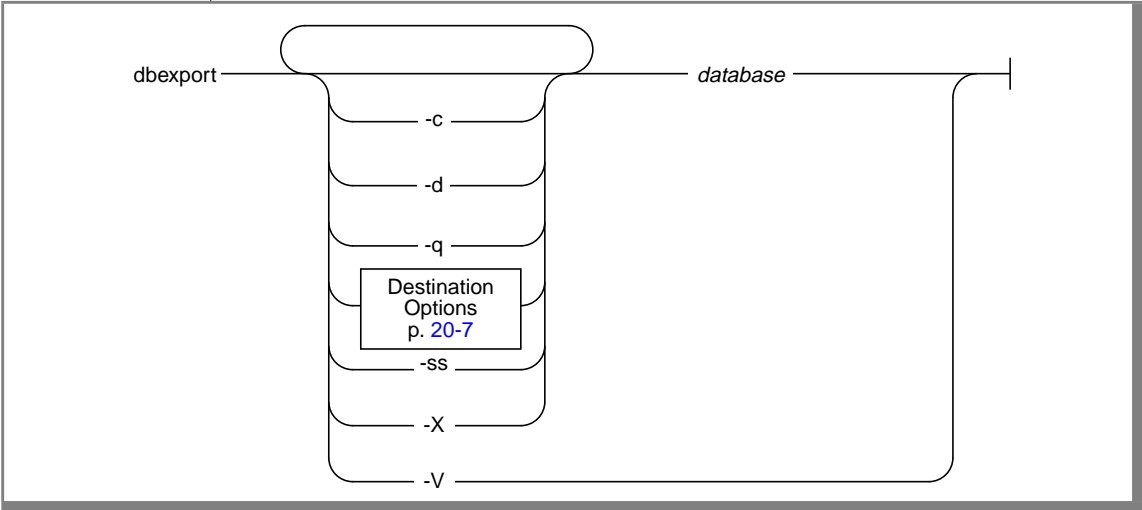 dbexport
database
-c
-d
-q
Destination
Options
p. 20-7
-ss
-X
-V